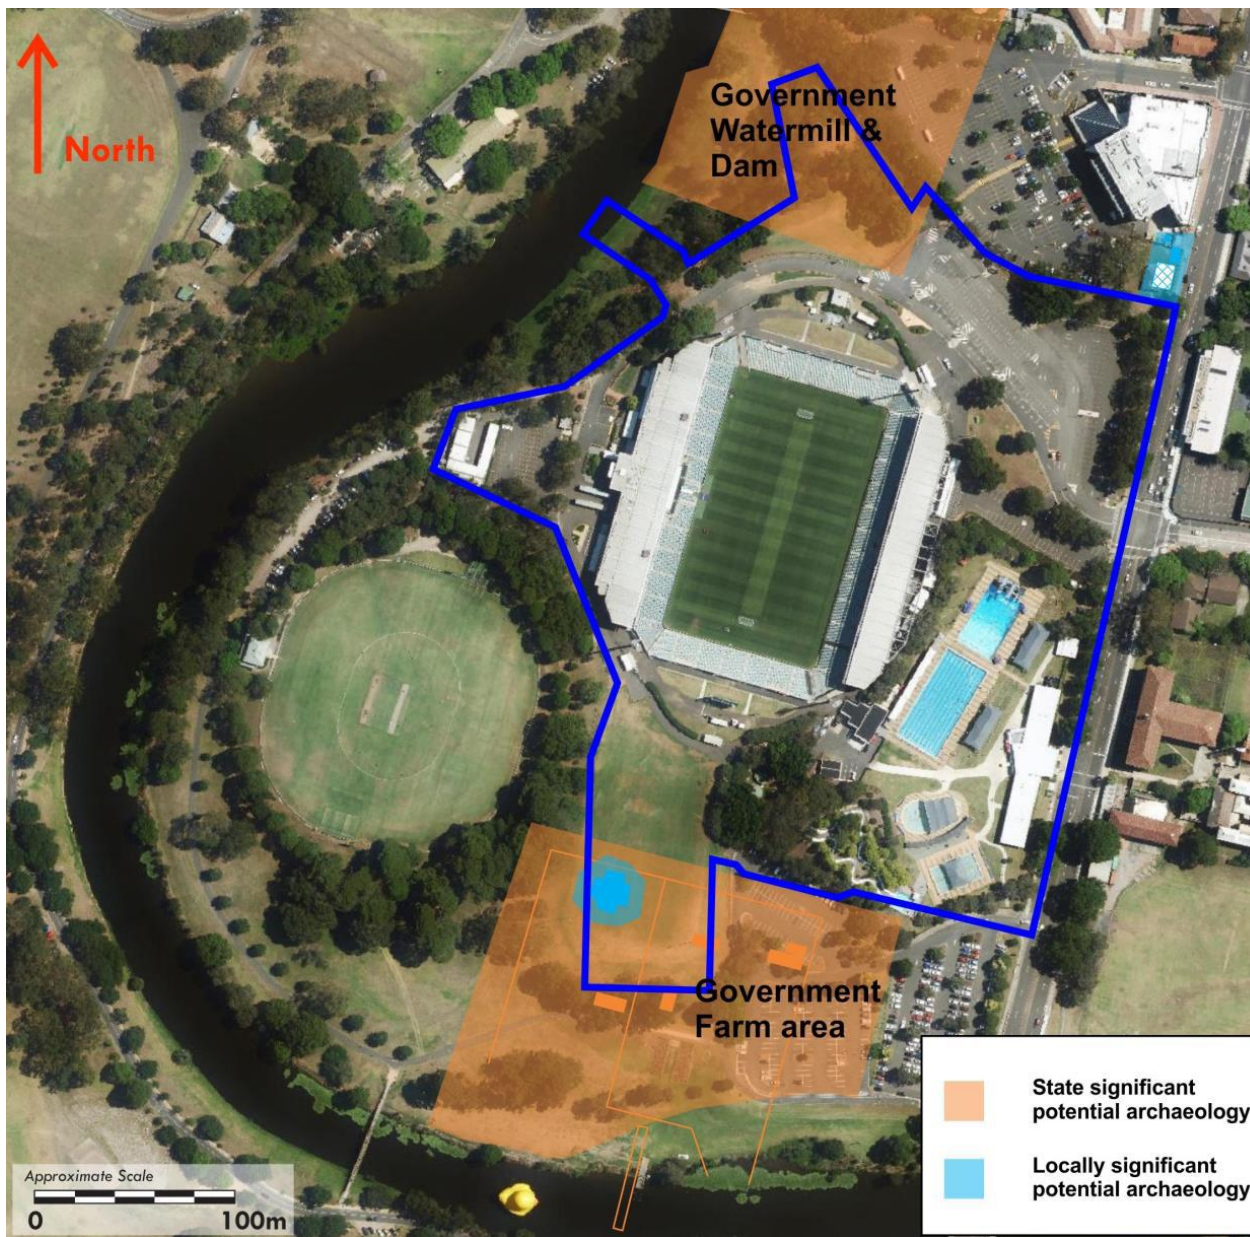 North
Government
Watermill &
Dam
Government
Farm area
State significant
potential archaeology
Locally significant
potential archaeology
Approximate Scale
0
100m